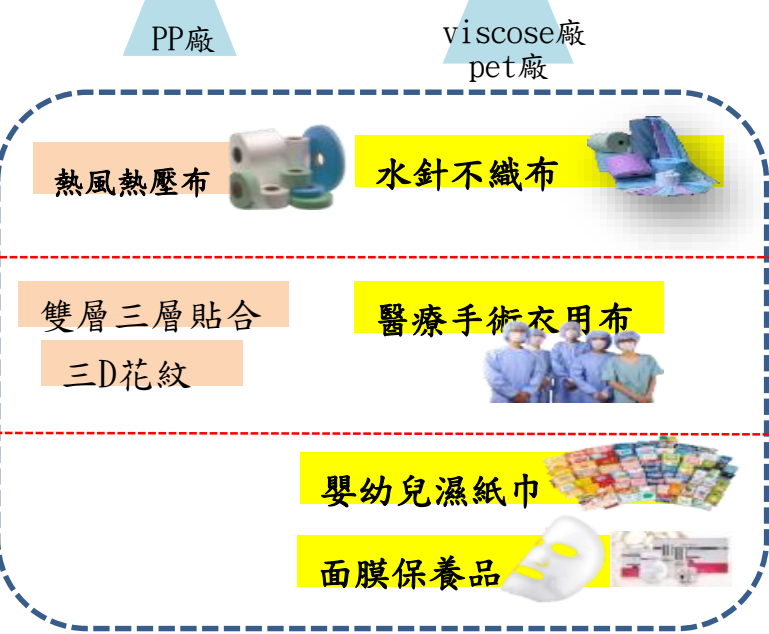 PP廠
viscose廠
pet廠
熱風熱壓布
水針不織布
雙層三層貼合
三D花紋
醫療手術衣用布
嬰幼兒濕紙巾
面膜保養品